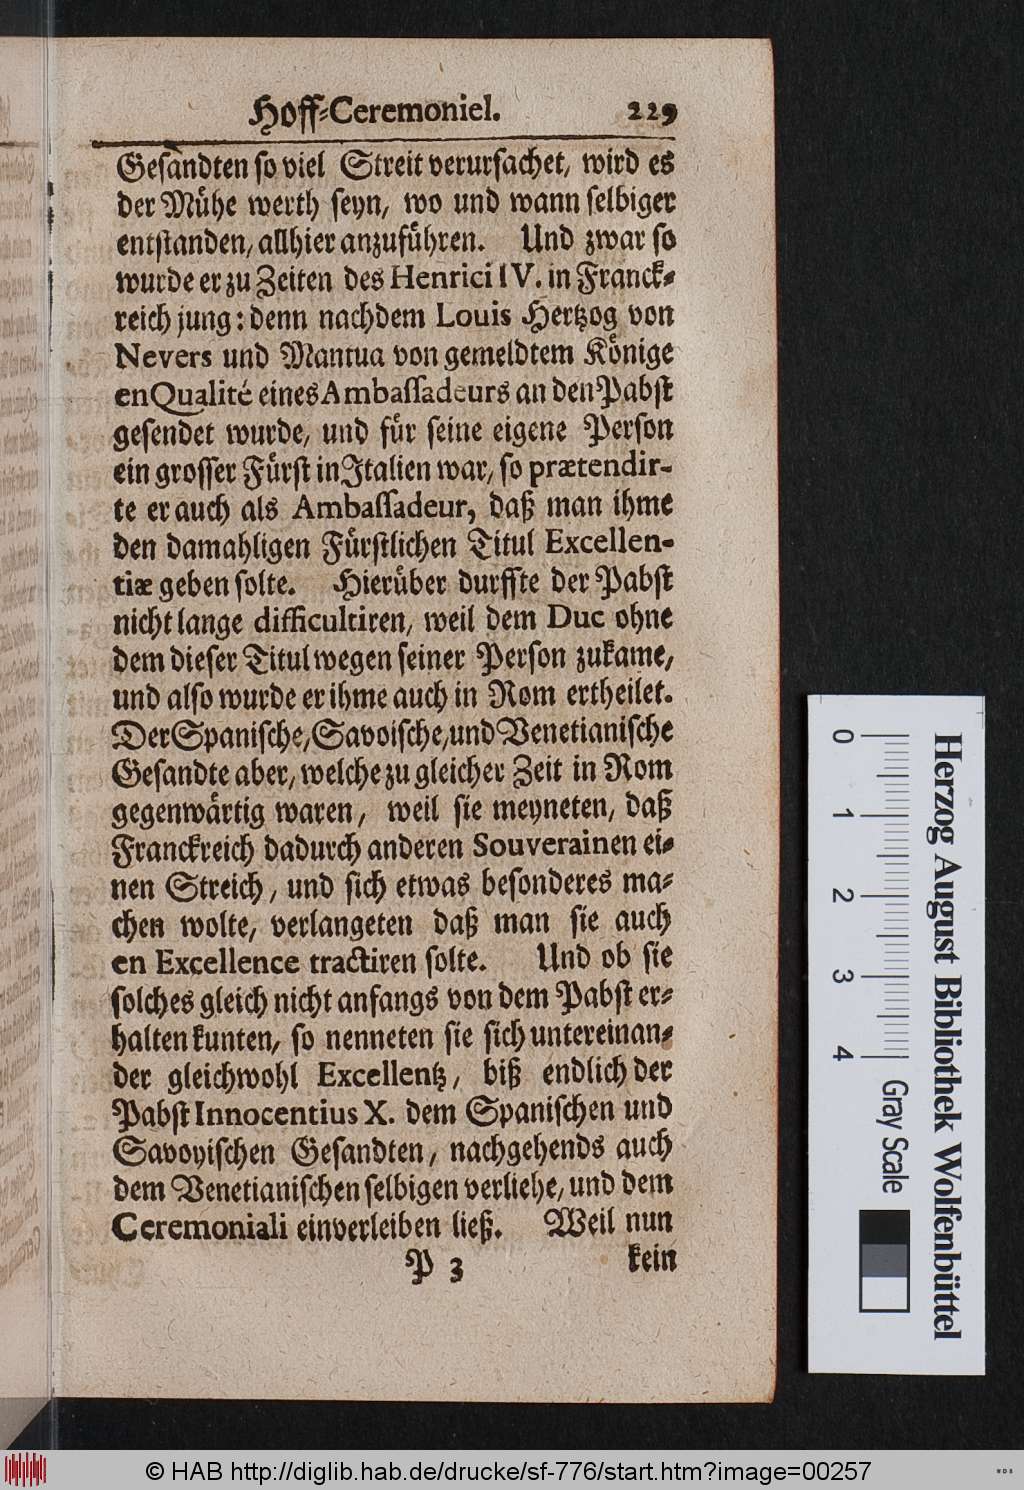 Hoff-Ceremoniel. 229
Gesandten so viel Streit verursachet, wird es
der Mühe werth seyn, wo und wann selbiger
entstanden, allhier anzuführen. Und zwar so
wurde er zu Zeiten des Henrici IV. in Franck-
reich jung: denn nachdem Louis Hertzog von
Nevers und Mantua von gemeldtem Könige
en Qualité eines Ambassadeurs an den Pabst
gesendet wurde, und für seine eigene Person
ein grosser Fürst in Italien war, so prætendir-
te er auch als Ambassadeur, daß man ihme
den damahligen Fürstlichen Titul Excellen-
tiæ geben solte. Hierüber durffte der Pabst
nicht lange difficultiren, weil dem Duc ohne
dem dieser Titul wegen seiner Person zukame,
und also wurde er ihme auch in Rom ertheilet.
Der Spanische, Savoische, und Venetianische
Gesandte aber, welche zu gleicher Zeit in Rom
gegenwärtig waren, weil sie meyneten, daß
Franckreich dadurch anderen Souverainen ei-
nen Streich, und sich etwas besonderes ma-
chen wolte, verlangeten daß man sie auch
en Excellence tractiren solte. Und ob sie
solches gleich nicht anfangs von dem Pabst er-
halten kunten, so nenneten sie sich untereinan-
der gleichwohl Excellentz, biß endlich der
Pabst Innocentius X. dem Spanischen und
Savoyischen Gesandten, nachgehends auch
dem Venetianischen selbigen verliehe, und dem
Ceremoniali einverleiben ließ. Weil nun
P 3 kein
0 1 2 3 4 Gray Scale
Herzog August Bibliothek Wolfenbüttel
© HAB http://diglib.hab.de/drucke/sf-776/start.htm?image=00257